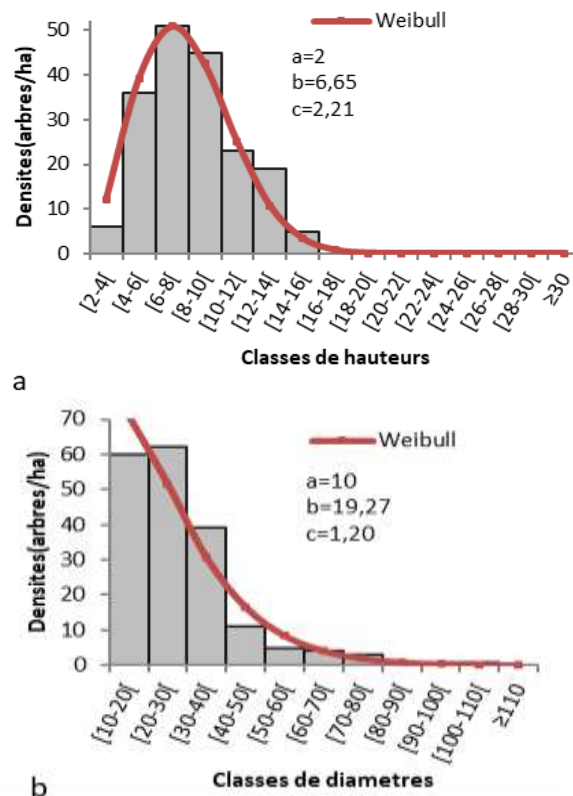 Densites(arbres/ha)
50
40
30
20
10
0
Weibull
a=2
b=6,65
c=2,21
[2-4[
[4-6[
[6-8[
[8-10[
[10-12[
[12-14[
[14-16[
[16-18[
[18-20[
[20-22[
[22-24[
[24-26[
[26-28[
[28-30[
≥30
Classes de hauteurs
a
Densites(arbres/ha)
70
60
50
40
30
20
10
0
Weibull
a=10
b=19,27
c=1,20
[10-20[
[20-30[
[30-40[
[40-50[
[50-60[
[60-70[
[70-80[
[80-90[
[90-100[
[100-110[
≥110
Classes de diametres
b